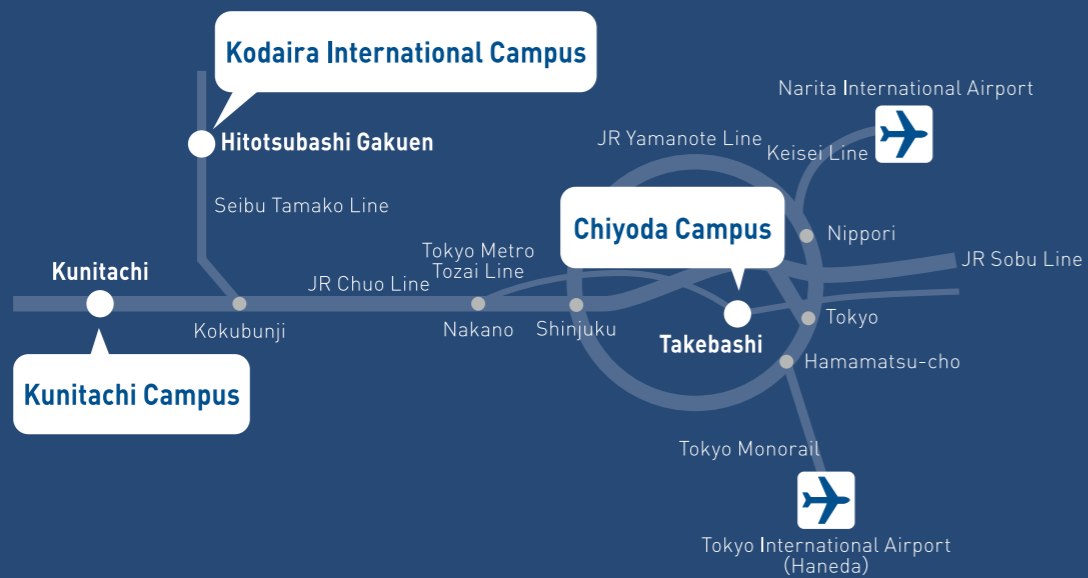 Kodaira International Campus
Narita International Airport
Hitotsubashi Gakuen
JR Yamanote Line
Keisei Line
Seibu Tamako Line
Chiyoda Campus
Nippori
Tokyo Metro
Tozai Line
Kunitachi
JR Sobu Line
JR Chuo Line
Kokubunji
Nakano
Shinjuku
Takebashi
Tokyo
Hamamatsu-cho
Kunitachi Campus
Tokyo Monorail
Tokyo International Airport
(Haneda)